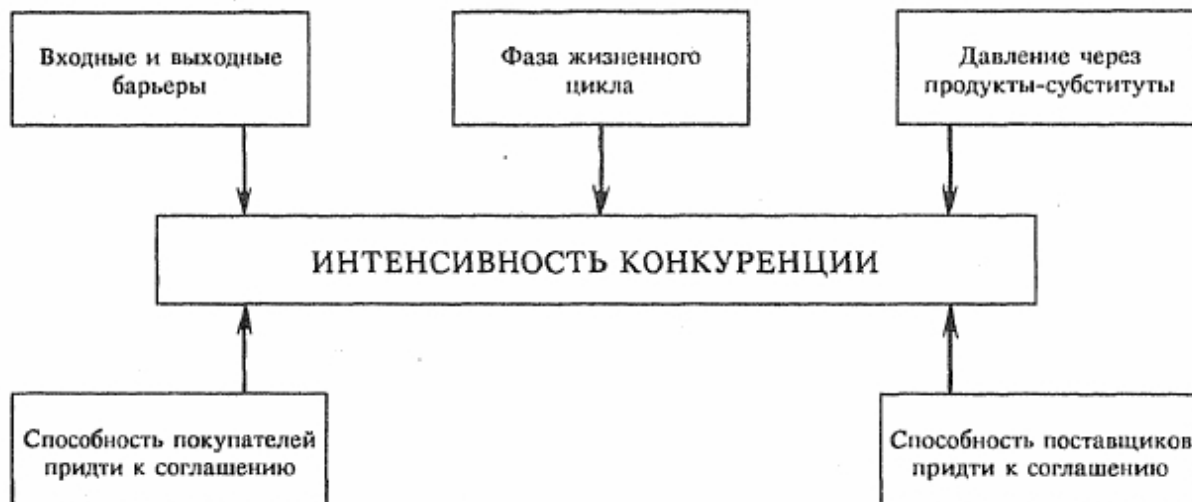 Входные и выходные
барьеры
Фаза жизненного
цикла
Давление через
продукты-субституты
ИНТЕНСИВНОСТЬ КОНКУРЕНЦИИ
Способность покупателей
придти к соглашению
Способность поставщиков
придти к соглашению